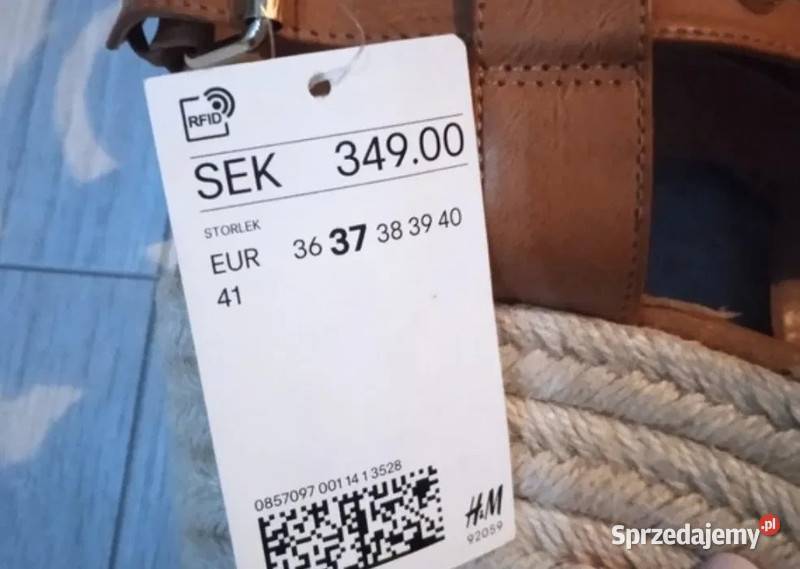 RFID
SEK 349.00
STORLEK
EUR 36 37 38 39 40
41
0857097 001 14 1 3528
H&M
92059
Sprzedajemy.pl